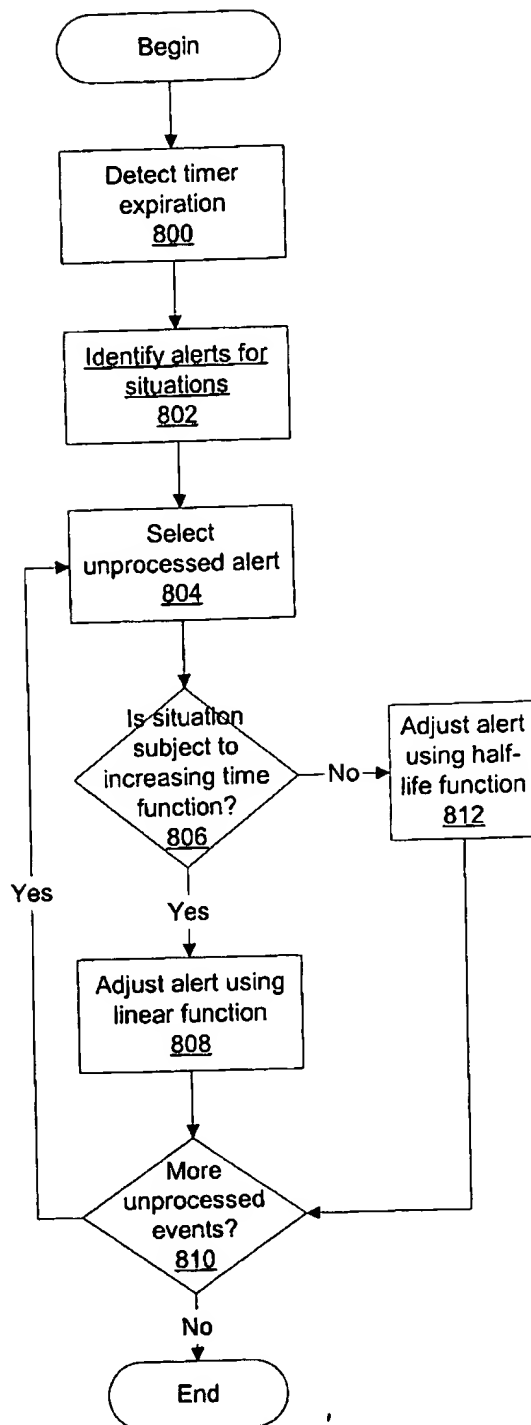 Begin
Detect timer
expiration
800
Identify alerts for
situations
802
Select
unprocessed alert
804
Is situation
subject to
increasing time
function?
806
No
Adjust alert
using half-
life function
812
Yes
Yes
Adjust alert using
linear function
808
More
unprocessed
events?
810
No
End